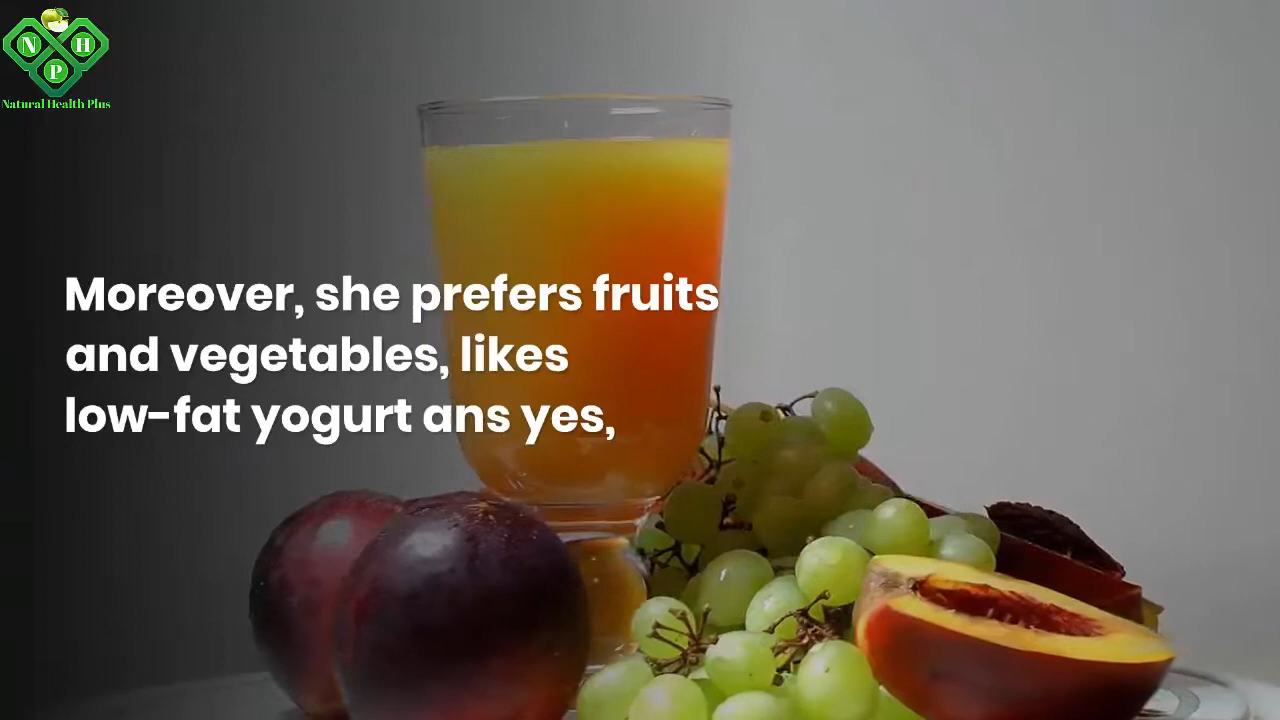 N H
P
Natural Health Plus
Moreover, she prefers fruits
and vegetables, likes
low-fat yogurt ans yes,